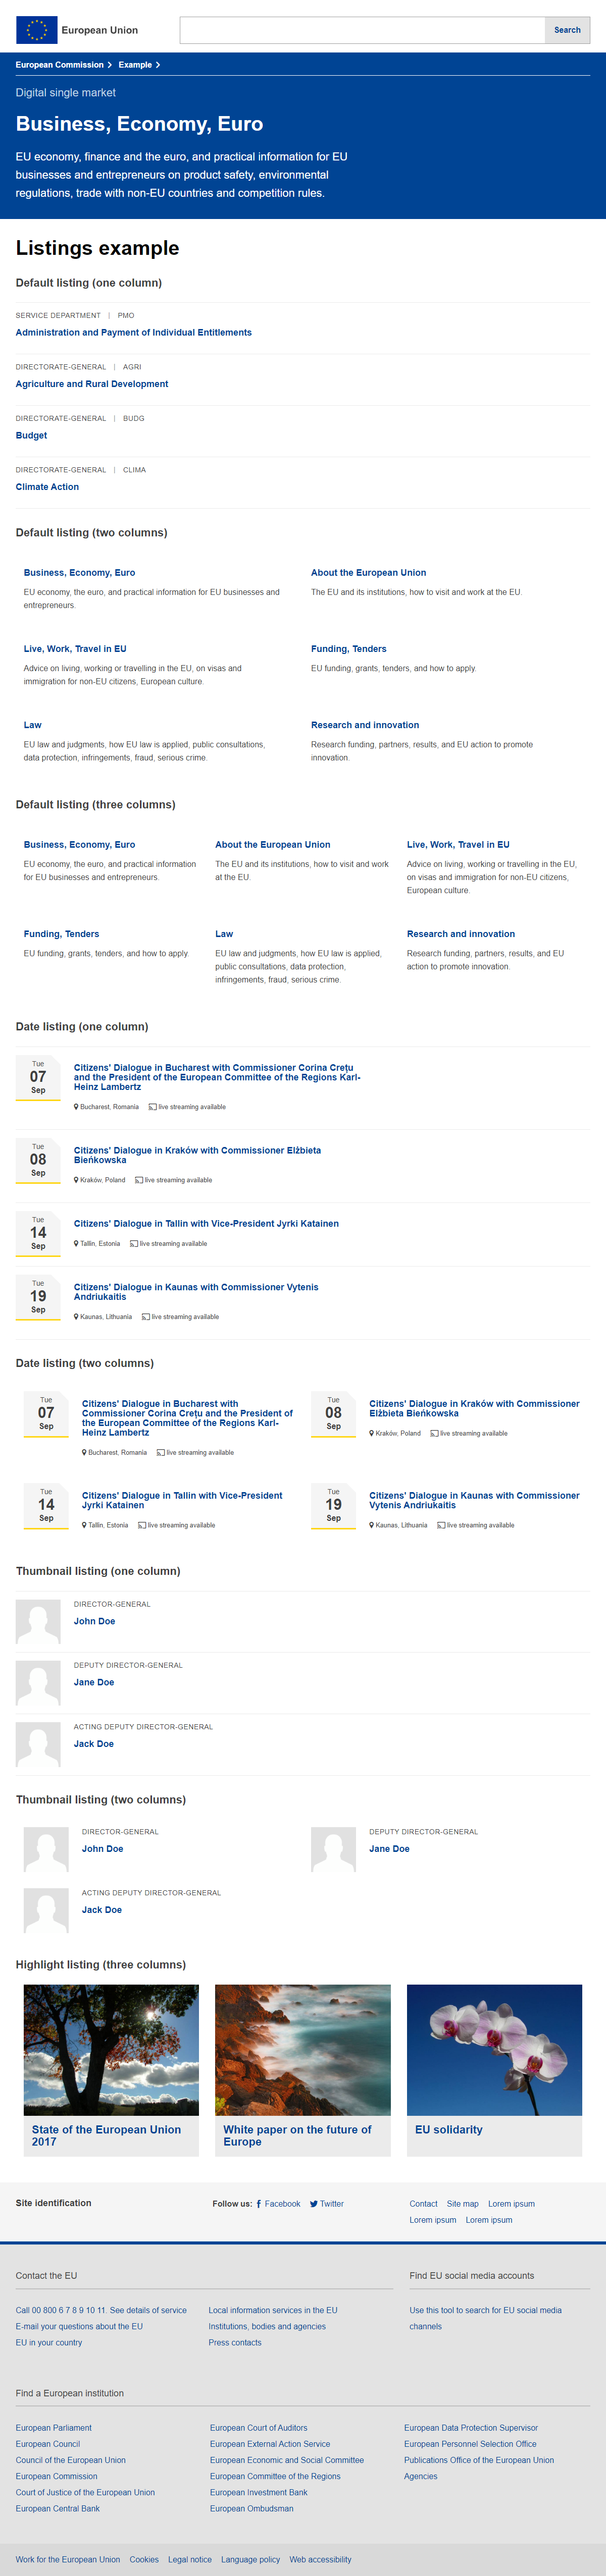 European Union
Search
European Commission Example
Digital single market
Business, Economy, Euro
EU economy, finance and the euro, and practical information for EU
businesses and entrepreneurs on product safety, environmental
regulations, trade with non-EU countries and competition rules.
Listings example
Default listing (one column)
SERVICE DEPARTMENT | PMO
Administration and Payment of Individual Entitlements
DIRECTORATE-GENERAL | AGRI
Agriculture and Rural Development
DIRECTORATE-GENERAL | BUDG
Budget
DIRECTORATE-GENERAL | CLIMA
Climate Action
Default listing (two columns)
Business, Economy, Euro
EU economy, the euro, and practical information for EU businesses and
entrepreneurs.
About the European Union
The EU and its institutions, how to visit and work at the EU.
Live, Work, Travel in EU
Advice on living, working or travelling in the EU, on visas and
immigration for non-EU citizens, European culture.
Funding, Tenders
EU funding, grants, tenders, and how to apply.
Law
EU law and judgments, how EU law is applied, public consultations,
data protection, infringements, fraud, serious crime.
Research and innovation
Research funding, partners, results, and EU action to promote
innovation.
Default listing (three columns)
Business, Economy, Euro
EU economy, the euro, and practical information
for EU businesses and entrepreneurs.
About the European Union
The EU and its institutions, how to visit and work
at the EU.
Live, Work, Travel in EU
Advice on living, working or travelling in the EU,
on visas and immigration for non-EU citizens,
European culture.
Funding, Tenders
EU funding, grants, tenders, and how to apply.
Law
EU law and judgments, how EU law is applied,
public consultations, data protection,
infringements, fraud, serious crime.
Research and innovation
Research funding, partners, results, and EU
action to promote innovation.
Date listing (one column)
Tue
07
Sep
Citizens' Dialogue in Bucharest with Commissioner Corina Crețu
and the President of the European Committee of the Regions Karl-
Heinz Lambertz
Bucharest, Romania live streaming available
Tue
08
Sep
Citizens' Dialogue in Kraków with Commissioner Elżbieta
Bieńkowska
Kraków, Poland live streaming available
Tue
14
Sep
Citizens' Dialogue in Tallin with Vice-President Jyrki Katainen
Tallin, Estonia live streaming available
Tue
19
Sep
Citizens' Dialogue in Kaunas with Commissioner Vytenis
Andriukaitis
Kaunas, Lithuania live streaming available
Date listing (two columns)
Tue
07
Sep
Citizens' Dialogue in Bucharest with
Commissioner Corina Crețu and the President of
the European Committee of the Regions Karl-
Heinz Lambertz
Bucharest, Romania live streaming available
Tue
08
Sep
Citizens' Dialogue in Kraków with Commissioner
Elżbieta Bieńkowska
Kraków, Poland live streaming available
Tue
14
Sep
Citizens' Dialogue in Tallin with Vice-President
Jyrki Katainen
Tallin, Estonia live streaming available
Tue
19
Sep
Citizens' Dialogue in Kaunas with Commissioner
Vytenis Andriukaitis
Kaunas, Lithuania live streaming available
Thumbnail listing (one column)
DIRECTOR-GENERAL
John Doe
DEPUTY DIRECTOR-GENERAL
Jane Doe
ACTING DEPUTY DIRECTOR-GENERAL
Jack Doe
Thumbnail listing (two columns)
DIRECTOR-GENERAL
John Doe
DEPUTY DIRECTOR-GENERAL
Jane Doe
ACTING DEPUTY DIRECTOR-GENERAL
Jack Doe
Highlight listing (three columns)
State of the European Union
2017
White paper on the future of
Europe
EU solidarity
Site identification
Follow us: Facebook Twitter
Contact Site map Lorem ipsum
Lorem ipsum Lorem ipsum
Contact the EU
Call 00 800 6 7 8 9 10 11. See details of service
E-mail your questions about the EU
EU in your country
Local information services in the EU
Institutions, bodies and agencies
Press contacts
Find EU social media accounts
Use this tool to search for EU social media
channels
Find a European institution
European Parliament
European Council
Council of the European Union
European Commission
Court of Justice of the European Union
European Central Bank
European Court of Auditors
European External Action Service
European Economic and Social Committee
European Committee of the Regions
European Investment Bank
European Ombudsman
European Data Protection Supervisor
European Personnel Selection Office
Publications Office of the European Union
Agencies
Work for the European Union Cookies Legal notice Language policy Web accessibility